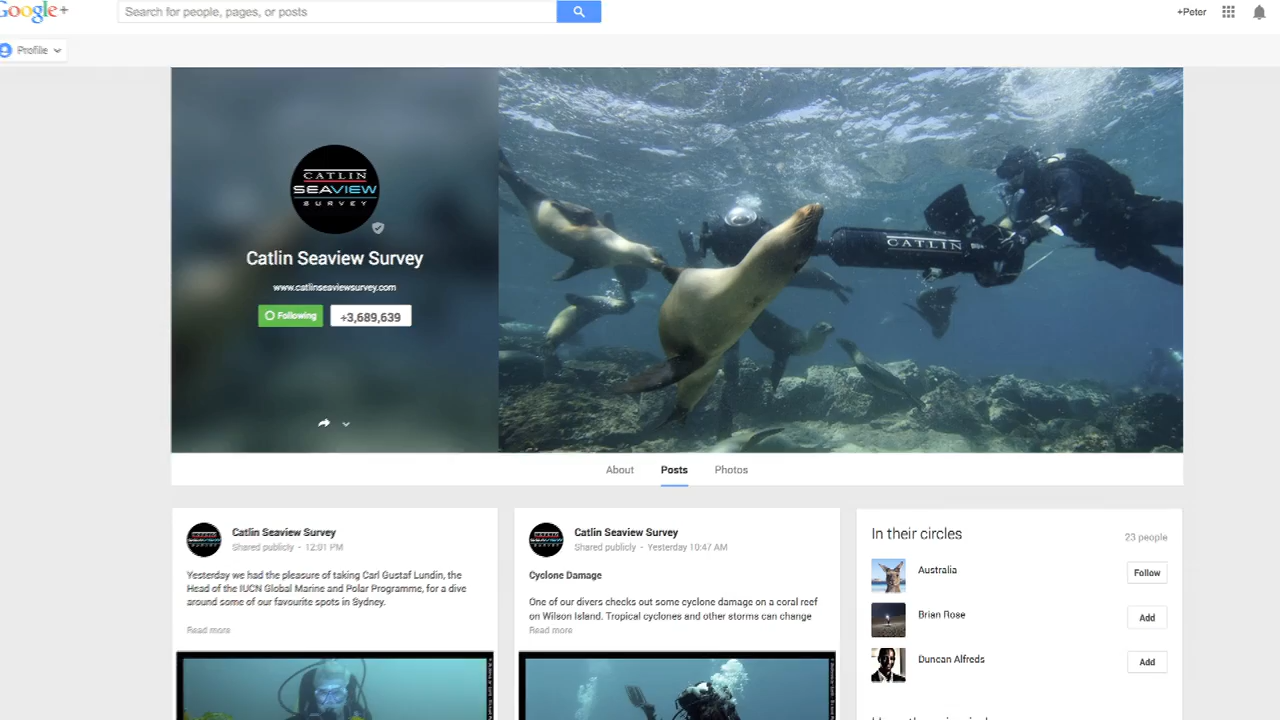 Google+
Search for people, pages, or posts
+Peter
Profile
CATLIN
SEAVIEW
SURVEY
CATLIN
Catlin Seaview Survey
www.catlinseaviewsurvey.com
Following
+3,689,639
About Posts Photos
Catlin Seaview Survey
Shared publicly - 12:01 PM
Yesterday we had the pleasure of taking Carl Gustaf Lundin, the
Head of the IUCN Global Marine and Polar Programme, for a dive
around some of our favourite spots in Sydney.
Read more
Catlin Seaview Survey
Shared publicly - Yesterday 10:47 AM
Cyclone Damage
One of our divers checks out some cyclone damage on a coral reef
on Wilson Island. Tropical cyclones and other storms can change
Read more
In their circles
23 people
Australia
Follow
Brian Rose
Add
Duncan Alfreds
Add